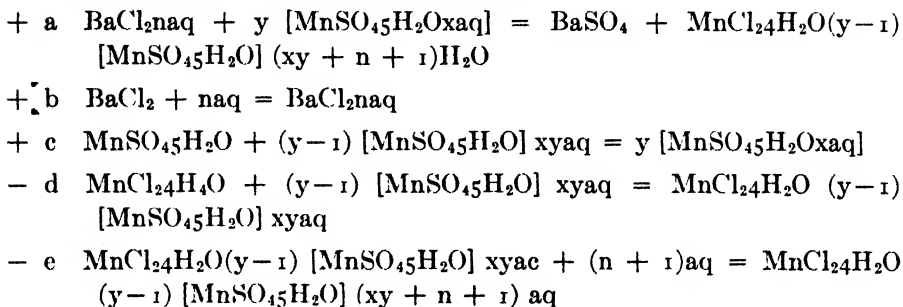 + a BaCl₂naq + y [MnSO₄5H₂Oxaq] = BaSO₄ + MnCl₂4H₂O(y−1)
[MnSO₄5H₂O] (xy + n + 1)H₂O
+ b BaCl₂ + naq = BaCl₂naq
+ c MnSO₄5H₂O + (y−1) [MnSO₄5H₂O] xyaq = y [MnSO₄5H₂Oxaq]
− d MnCl₂4H₄O + (y−1) [MnSO₄5H₂O] xyaq = MnCl₂4H₂O (y−1)
[MnSO₄5H₂O] xyaq
− e MnCl₂4H₂O(y−1) [MnSO₄5H₂O] xyac + (n + 1)aq = MnCl₂4H₂O
(y−1) [MnSO₄5H₂O] (xy + n + 1) aq